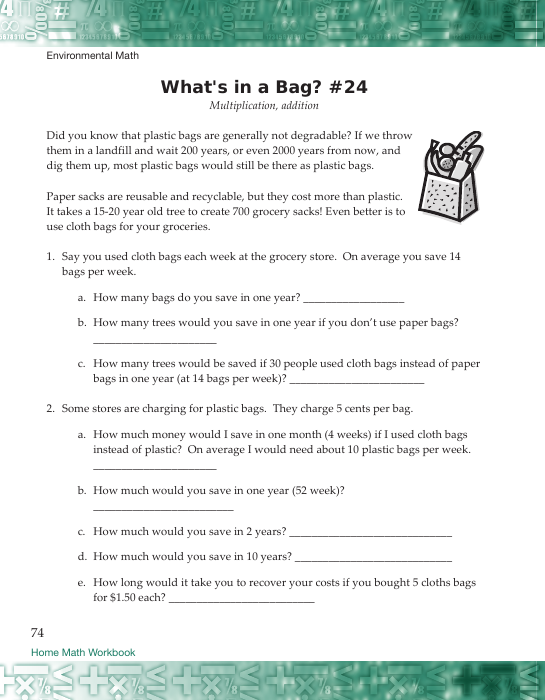 Environmental Math
What's in a Bag? #24
Multiplication, addition
Did you know that plastic bags are generally not degradable? If we throw
them in a landfill and wait 200 years, or even 2000 years from now, and
dig them up, most plastic bags would still be there as plastic bags.
Paper sacks are reusable and recyclable, but they cost more than plastic.
It takes a 15-20 year old tree to create 700 grocery sacks! Even better is to
use cloth bags for your groceries.
1. Say you used cloth bags each week at the grocery store. On average you save 14
bags per week.
a. How many bags do you save in one year? __________________
b. How many trees would you save in one year if you don't use paper bags?
______________________
c. How many trees would be saved if 30 people used cloth bags instead of paper
bags in one year (at 14 bags per week)? ________________________
2. Some stores are charging for plastic bags. They charge 5 cents per bag.
a. How much money would I save in one month (4 weeks) if I used cloth bags
instead of plastic? On average I would need about 10 plastic bags per week.
______________________
b. How much would you save in one year (52 week)?
_________________________
c. How much would you save in 2 years? _____________________________
d. How much would you save in 10 years? ____________________________
e. How long would it take you to recover your costs if you bought 5 cloths bags
for $1.50 each? __________________________
74
Home Math Workbook